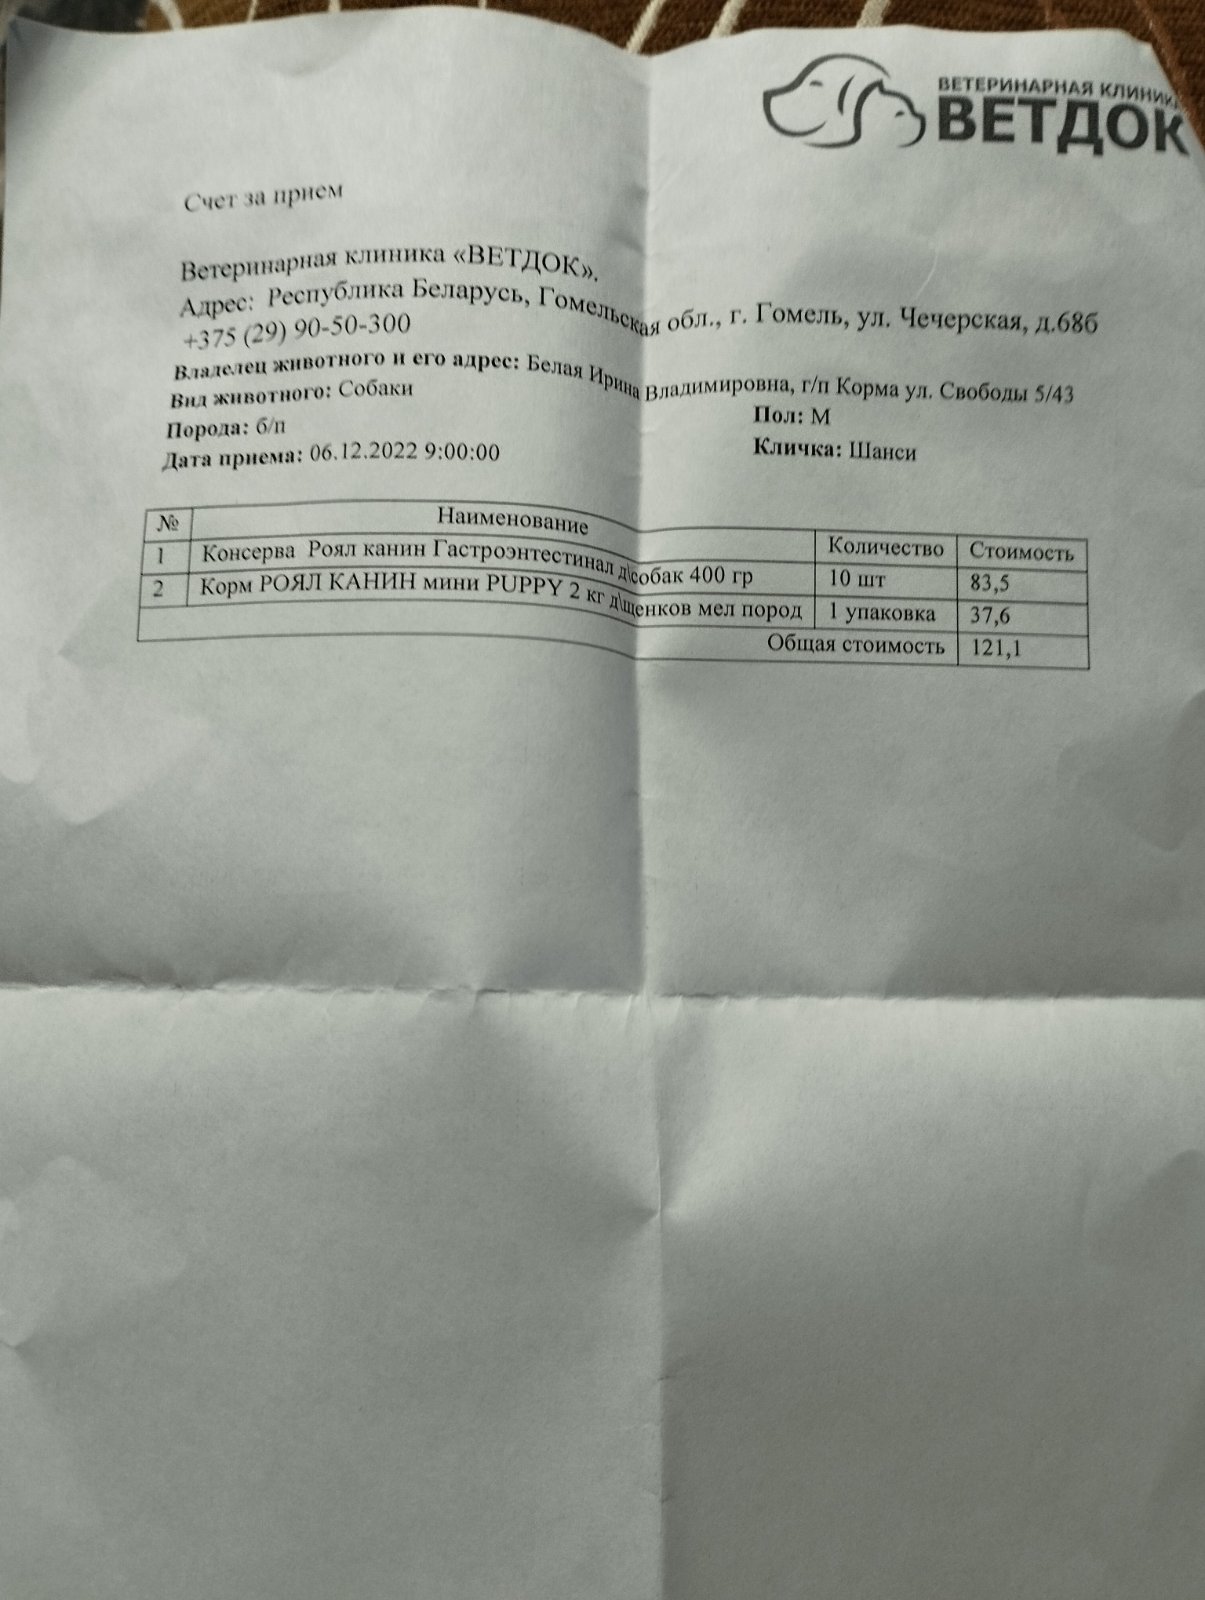 ВЕТЕРИНАРНАЯ КЛИНИКА
ВЕТДОК
Счет за прием
Ветеринарная клиника «ВЕТДОК».
Адрес: Республика Беларусь, Гомельская обл., г. Гомель, ул. Чечерская, д.68б
+375 (29) 90-50-300
Владелец животного и его адрес: Белая Ирина Владимировна, г/п Корма ул. Свободы 5/43
Вид животного: Собаки Пол: М
Порода: б/п Кличка: Шанси
Дата приема: 06.12.2022 9:00:00
№ Наименование Количество Стоимость
1 Консерва Роял канин Гастроэнтестинал д\собак 400 гр 10 шт 83,5
2 Корм РОЯЛ КАНИН мини PUPPY 2 кг д\щенков мел пород 1 упаковка 37,6
Общая стоимость 121,1